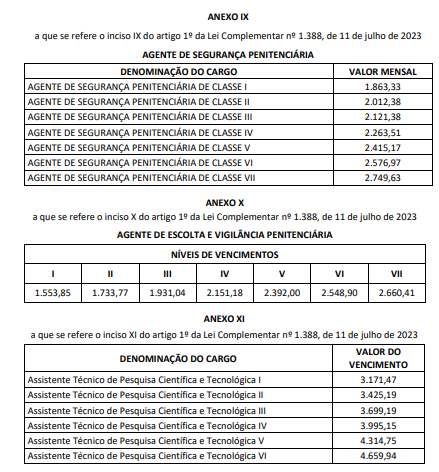 ANEXO IX
a que se refere o inciso IX do artigo 1º da Lei Complementar nº 1.388, de 11 de julho de 2023
AGENTE DE SEGURANÇA PENITENCIÁRIA
DENOMINAÇÃO DO CARGO VALOR MENSAL
AGENTE DE SEGURANÇA PENITENCIÁRIA DE CLASSE I 1.863,33
AGENTE DE SEGURANÇA PENITENCIÁRIA DE CLASSE II 2.012,38
AGENTE DE SEGURANÇA PENITENCIÁRIA DE CLASSE III 2.121,38
AGENTE DE SEGURANÇA PENITENCIÁRIA DE CLASSE IV 2.263,51
AGENTE DE SEGURANÇA PENITENCIÁRIA DE CLASSE V 2.415,17
AGENTE DE SEGURANÇA PENITENCIÁRIA DE CLASSE VI 2.576,97
AGENTE DE SEGURANÇA PENITENCIÁRIA DE CLASSE VII 2.749,63
ANEXO X
a que se refere o inciso X do artigo 1º da Lei Complementar nº 1.388, de 11 de julho de 2023
AGENTE DE ESCOLTA E VIGILÂNCIA PENITENCIÁRIA
NÍVEIS DE VENCIMENTOS
I II III IV V VI VII
1.553,85 1.733,77 1.931,04 2.151,18 2.392,00 2.548,90 2.660,41
ANEXO XI
a que se refere o inciso XI do artigo 1º da Lei Complementar nº 1.388, de 11 de julho de 2023
DENOMINAÇÃO DO CARGO VALOR DO
VENCIMENTO
Assistente Técnico de Pesquisa Científica e Tecnológica I 3.171,47
Assistente Técnico de Pesquisa Científica e Tecnológica II 3.425,19
Assistente Técnico de Pesquisa Científica e Tecnológica III 3.699,19
Assistente Técnico de Pesquisa Científica e Tecnológica IV 3.995,15
Assistente Técnico de Pesquisa Científica e Tecnológica V 4.314,75
Assistente Técnico de Pesquisa Científica e Tecnológica VI 4.659,94